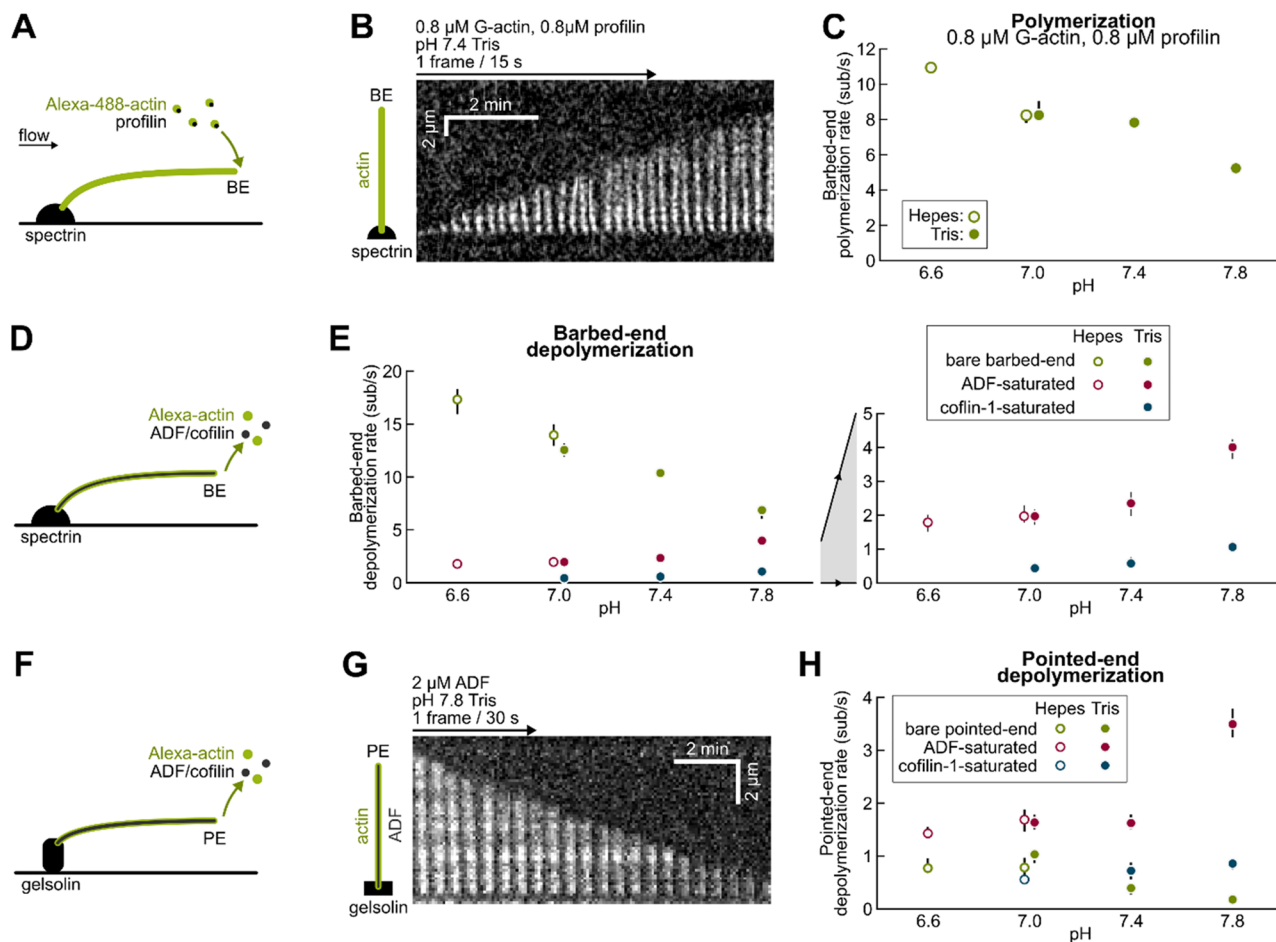 A
Alexa-488-actin
profilin
flow
BE
spectrin
B
0.8 µM G-actin, 0.8µM profilin
pH 7.4 Tris
1 frame / 15 s
BE
actin
spectrin
2 min
2 µm
C
Polymerization
0.8 µM G-actin, 0.8 µM profilin
Barbed-end
polymerization rate (sub/s)
12
10
8
6
4
2
0
Hepes:
Tris:
6.6
7.0
7.4
7.8
pH
D
Alexa-actin
ADF/cofilin
BE
spectrin
E
Barbed-end
depolymerization
Barbed-end
depolymerization rate (sub/s)
20
15
10
5
0
6.6
7.0
7.4
7.8
pH
Hepes Tris
bare barbed-end
ADF-saturated
coflin-1-saturated
5
4
3
2
1
0
6.6
7.0
7.4
7.8
pH
F
Alexa-actin
ADF/cofilin
PE
gelsolin
G
2 µM ADF
pH 7.8 Tris
1 frame / 30 s
PE
actin
ADF
gelsolin
2 min
2 µm
H
Pointed-end
depolymerization
Pointed-end
depolymerization rate (sub/s)
4
3
2
1
0
Hepes Tris
bare pointed-end
ADF-saturated
cofilin-1-saturated
6.6
7.0
7.4
7.8
pH